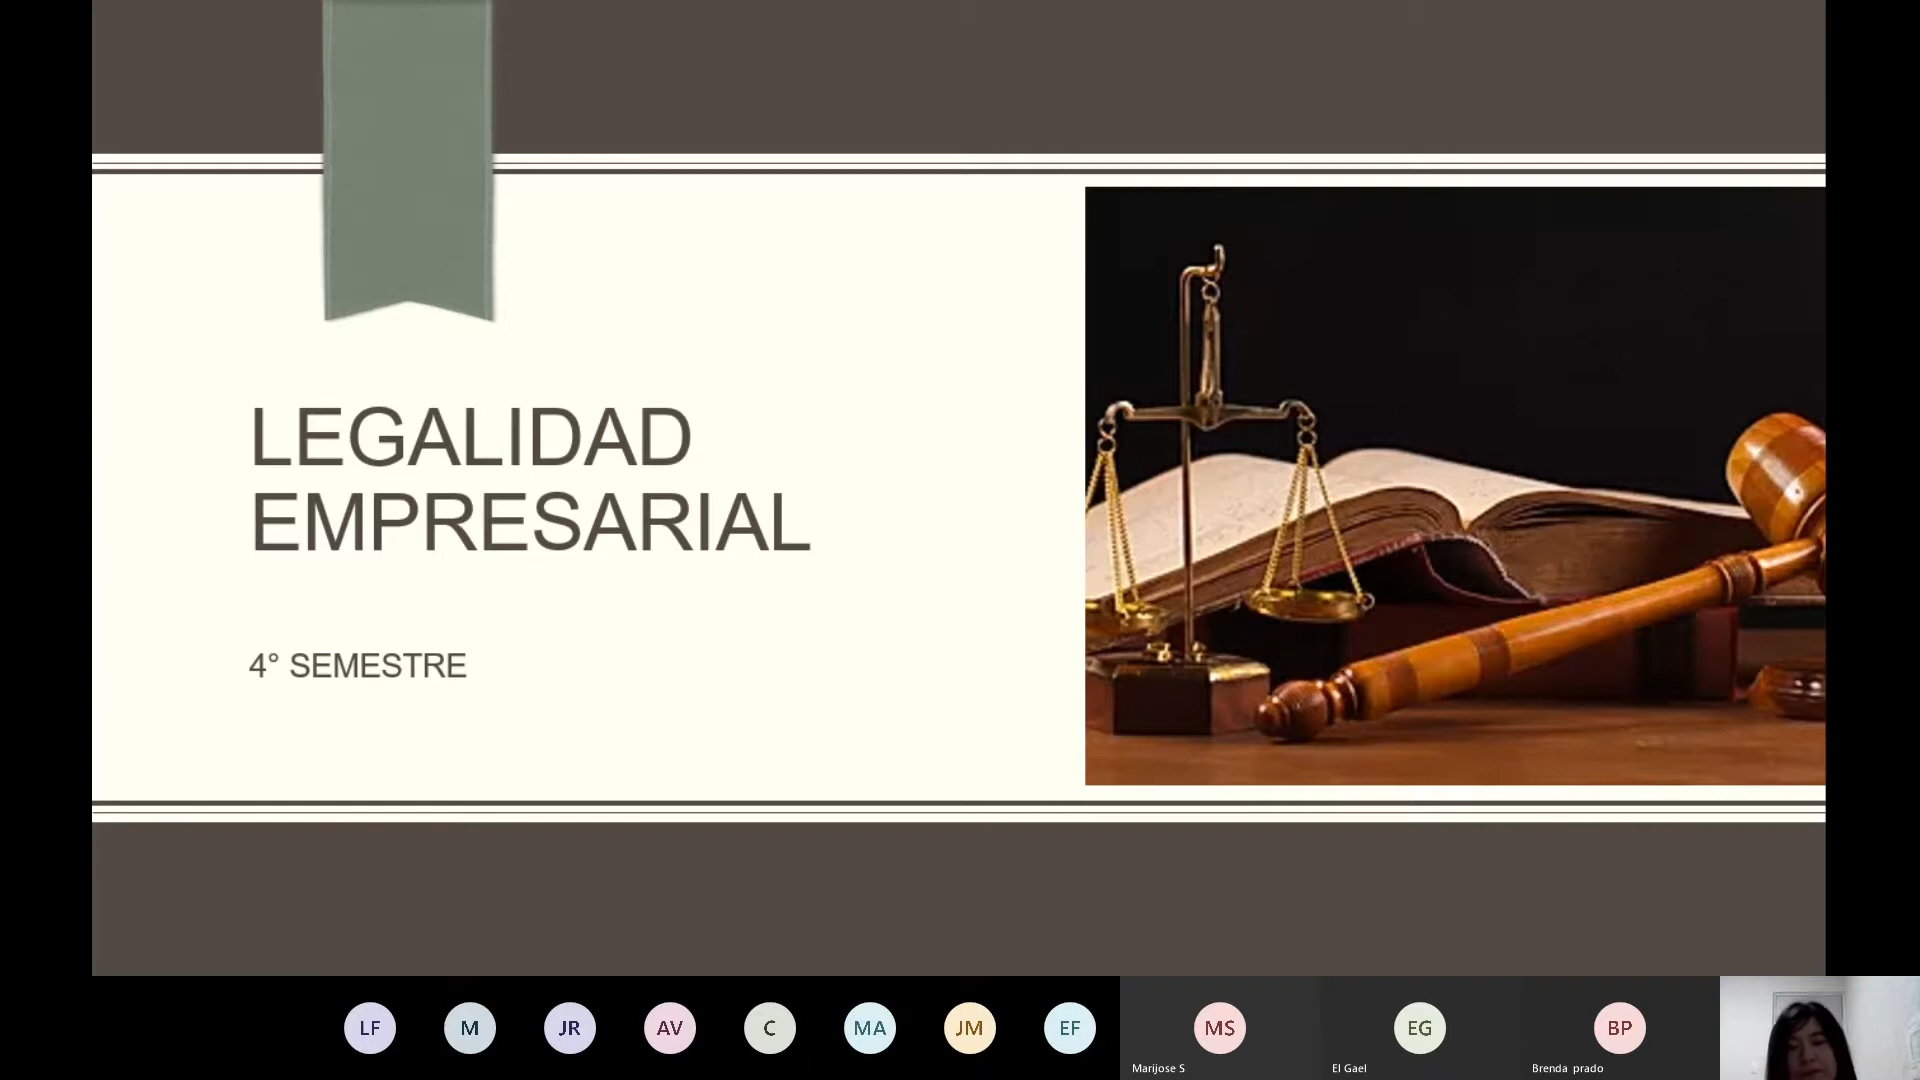 LEGALIDAD
EMPRESARIAL
4° SEMESTRE
LF M JR AV C MA JM EF MS EG BP
Marijose S El Gael Brenda prado